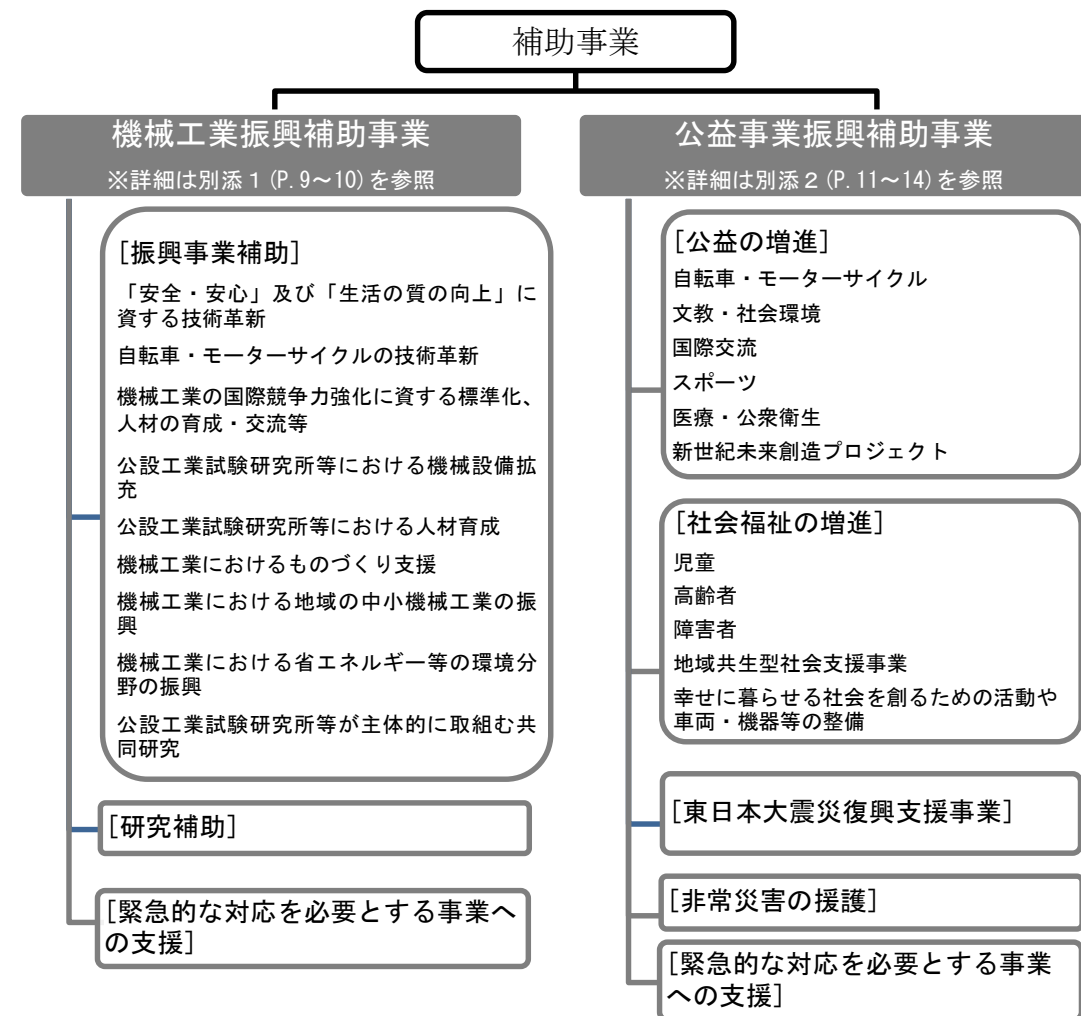 補助事業
機械工業振興補助事業
※詳細は別添１(P.9～10)を参照
[振興事業補助]
「安全・安心」及び「生活の質の向上」に
資する技術革新
自転車・モーターサイクルの技術革新
機械工業の国際競争力強化に資する標準化、
人材の育成・交流等
公設工業試験研究所等における機械設備拡
充
公設工業試験研究所等における人材育成
機械工業におけるものづくり支援
機械工業における地域の中小機械工業の振
興
機械工業における省エネルギー等の環境分
野の振興
公設工業試験研究所等が主体的に取組む共
同研究
[研究補助]
[緊急的な対応を必要とする事業へ
の支援]
公益事業振興補助事業
※詳細は別添２(P.11～14)を参照
[公益の増進]
自転車・モーターサイクル
文教・社会環境
国際交流
スポーツ
医療・公衆衛生
新世紀未来創造プロジェクト
[社会福祉の増進]
児童
高齢者
障害者
地域共生型社会支援事業
幸せに暮らせる社会を創るための活動や
車両・機器等の整備
[東日本大震災復興支援事業]
[非常災害の援護]
[緊急的な対応を必要とする事業
への支援]